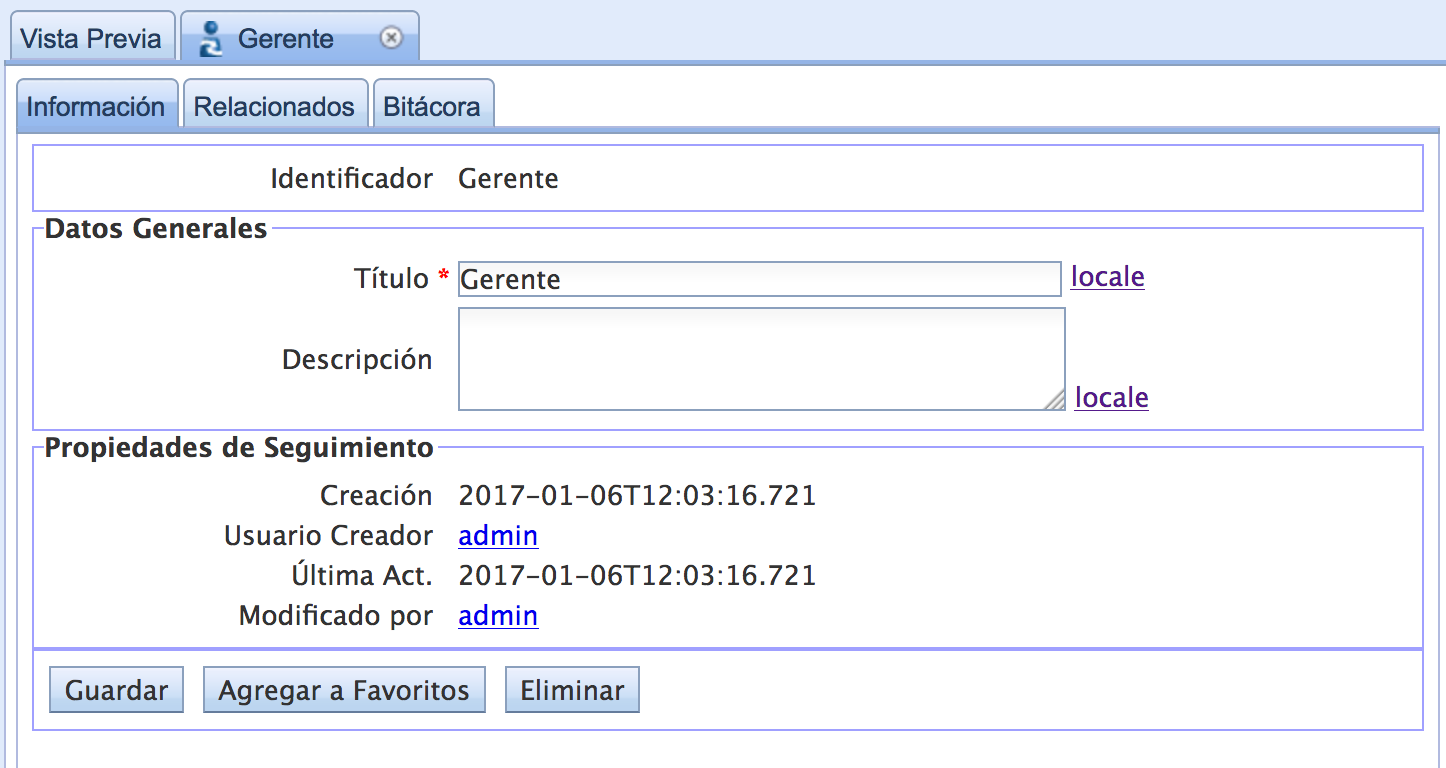 Vista Previa Gerente
Información Relacionados Bitácora
Identificador Gerente
Datos Generales
Título * Gerente locale
Descripción locale
Propiedades de Seguimiento
Creación 2017-01-06T12:03:16.721
Usuario Creador admin
Última Act. 2017-01-06T12:03:16.721
Modificado por admin
Guardar Agregar a Favoritos Eliminar